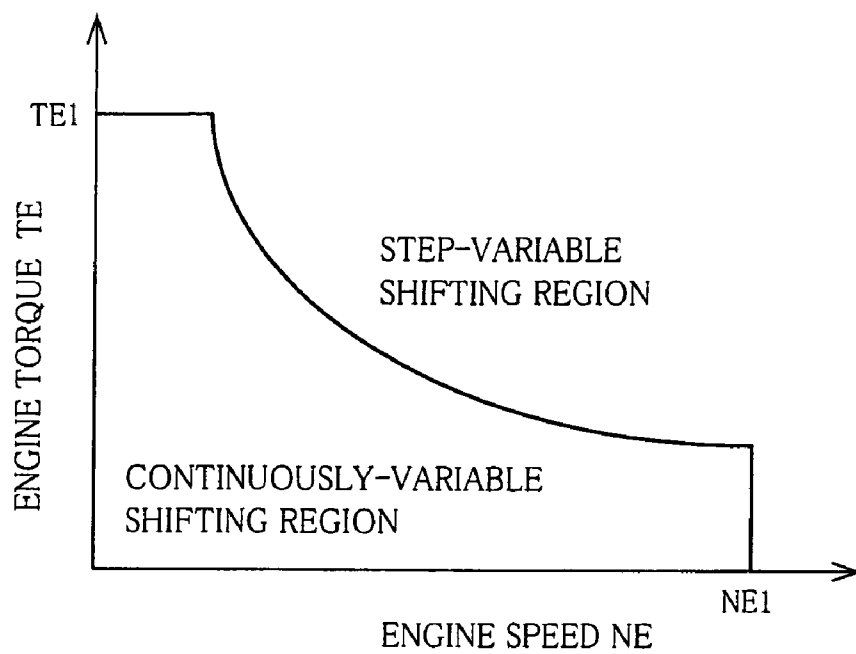 TE1
ENGINE TORQUE TE
STEP-VARIABLE
SHIFTING REGION
CONTINUOUSLY-VARIABLE
SHIFTING REGION
NE1
ENGINE SPEED NE